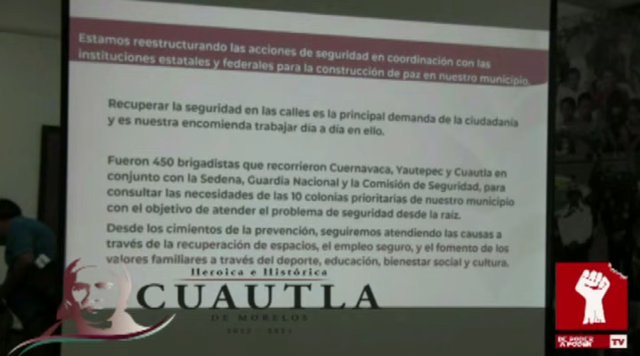 Estamos reestructurando las acciones de seguridad en coordinación con las
instituciones estatales y federales para la construcción de paz en nuestro municipio.
Recuperar la seguridad en las calles es la principal demanda de la ciudadanía
y es nuestra encomienda trabajar día a día en ello.
Fueron 450 brigadistas que recorrieron Cuernavaca, Yautepec y Cuautla en
conjunto con la Sedena, Guardia Nacional y la Comisión de Seguridad, para
consultar las necesidades de las 10 colonias prioritarias de nuestro municipio
con el objetivo de atender el problema de seguridad desde la raíz.
Desde los cimientos de la prevención, seguiremos atendiendo las causas a
través de la recuperación de espacios, el empleo seguro, y el fomento de los
valores familiares a través del deporte, educación, bienestar social y cultura.
Heroica e Histórica
CUAUTLA
DE MORELOS
DE PODER
A PODER
TV